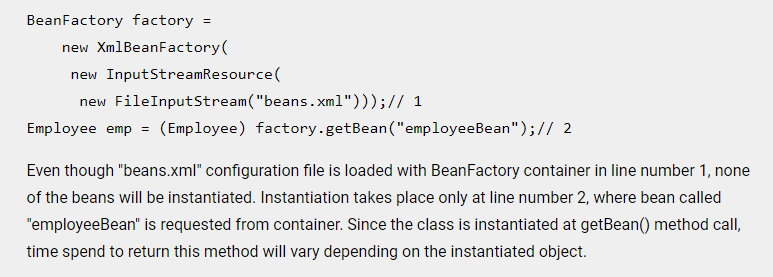 BeanFactory factory =
new XmlBeanFactory(
new InputStreamResource(
new FileInputStream("beans.xml")));// 1
Employee emp = (Employee) factory.getBean("employeeBean");// 2
Even though "beans.xml" configuration file is loaded with BeanFactory container in line number 1, none
of the beans will be instantiated. Instantiation takes place only at line number 2, where bean called
"employeeBean" is requested from container. Since the class is instantiated at getBean() method call,
time spend to return this method will vary depending on the instantiated object.